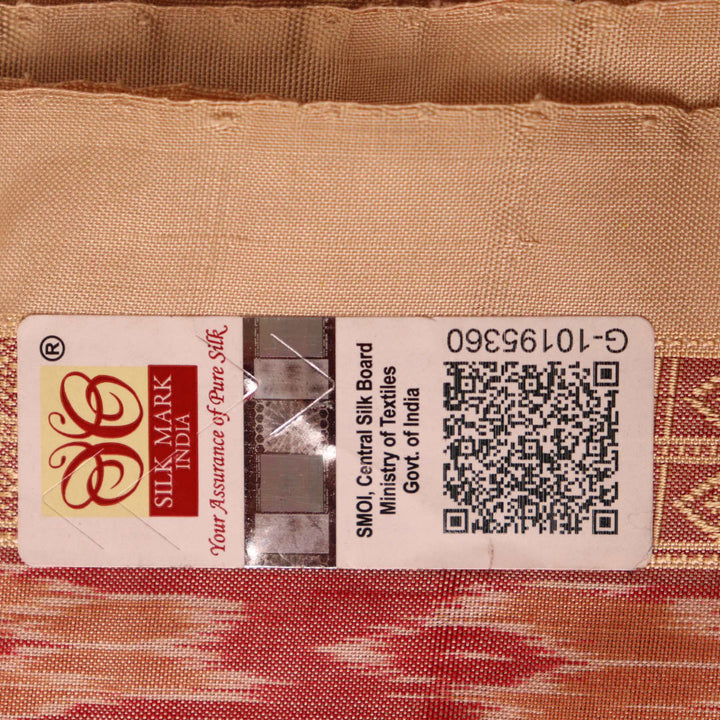 ®
SILK MARK
INDIA
Your Assurance of Pure Silk
SMOI, Central Silk Board
Ministry of Textiles
Govt. of India
G-10195360